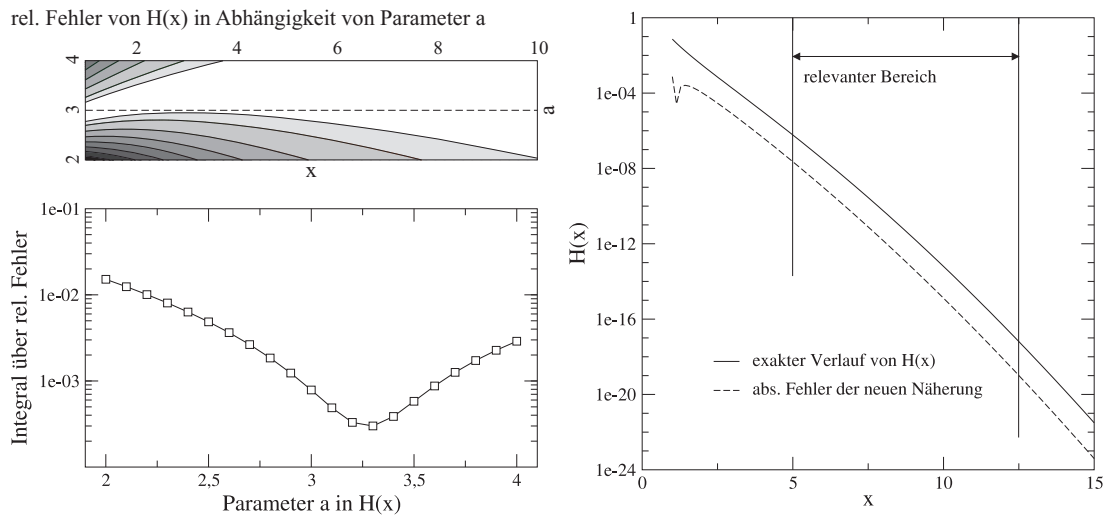 rel. Fehler von H(x) in Abhängigkeit von Parameter a
2 4 6 8 10
4
3
2
a
x
Integral über rel. Fehler
1e-01
1e-02
1e-03
2 2,5 3 3,5 4
Parameter a in H(x)
H(x)
1
1e-04
1e-08
1e-12
1e-16
1e-20
1e-24
relevanter Bereich
exakter Verlauf von H(x)
abs. Fehler der neuen Näherung
0 5 10 15
x